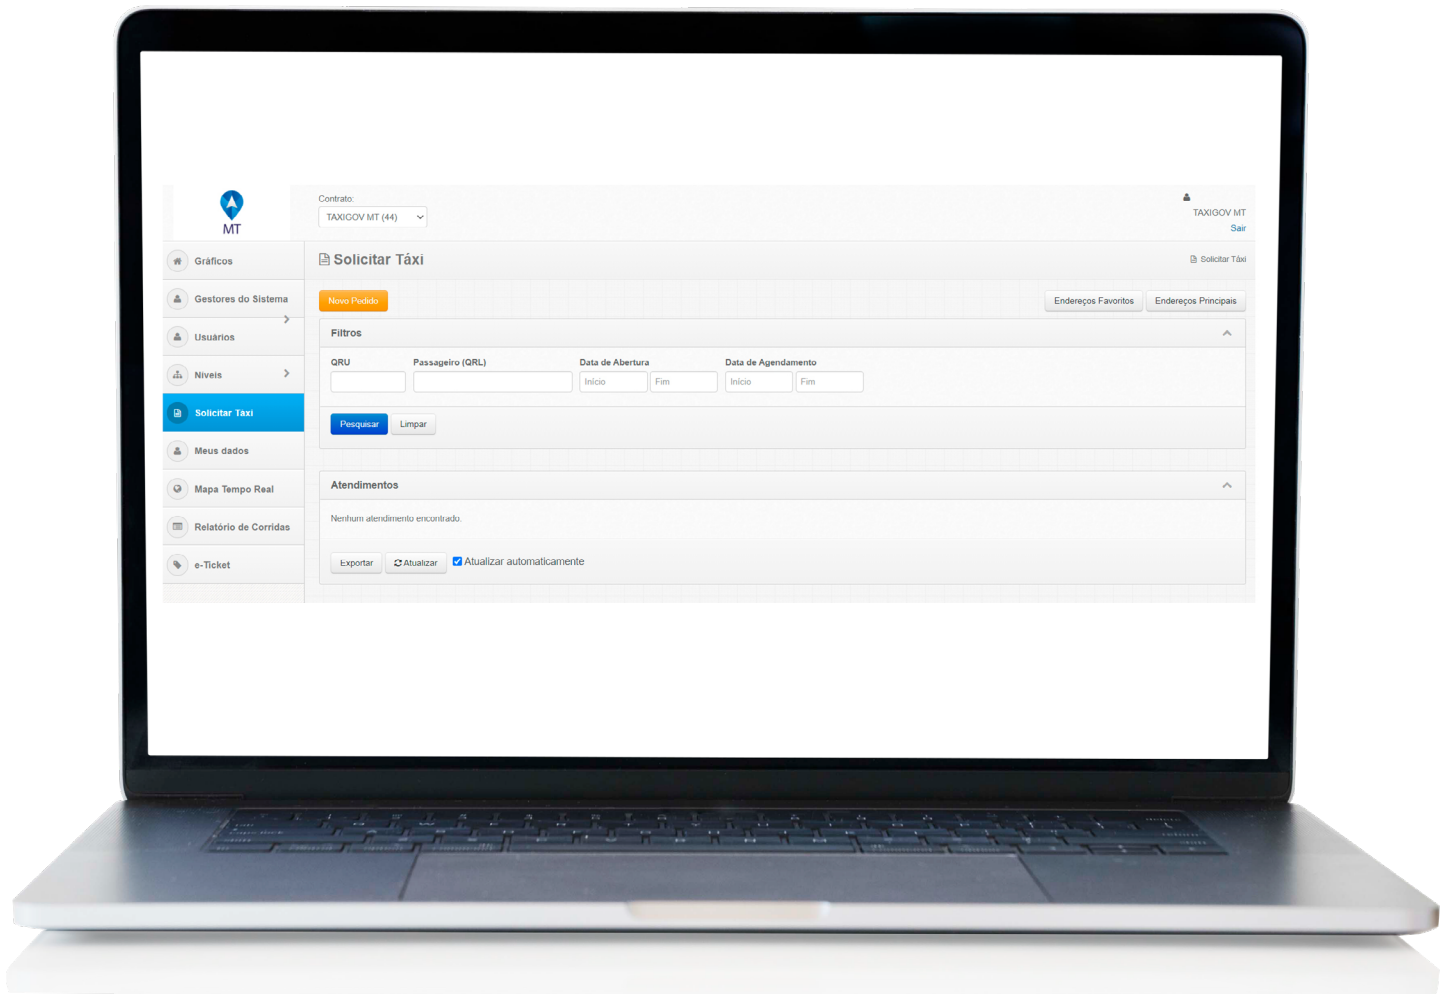 MT
Contrato:
TAXIGOV MT (44)
TAXIGOV MT
Sair
Gráficos
Gestores do Sistema
Usuários
Níveis
Solicitar Táxi
Meus dados
Mapa Tempo Real
Relatório de Corridas
e-Ticket
Solicitar Táxi
Solicitar Táxi
Novo Pedido
Endereços Favoritos
Endereços Principais
Filtros
QRU
Passageiro (QRL)
Data de Abertura
Data de Agendamento
Início
Fim
Início
Fim
Pesquisar
Limpar
Atendimentos
Nenhum atendimento encontrado.
Exportar
Atualizar
Atualizar automaticamente